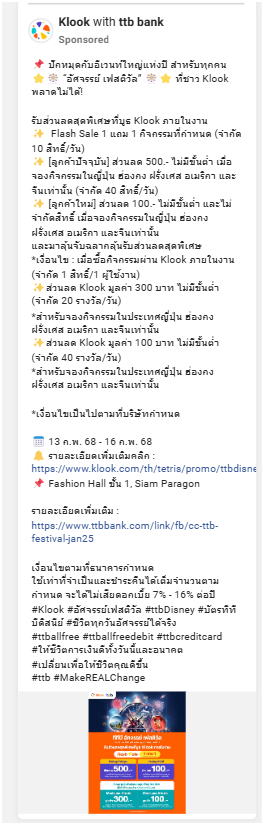 Klook with ttb bank
Sponsored
📌 ปักหมุดกับอีเวนท์ใหญ่แห่งปี สำหรับทุกคน
⭐ 🎡 "อัศจรรย์ เฟสติวัล" 🎡 ⭐ ที่ชาว Klook
พลาดไม่ได้!
รับส่วนลดสุดพิเศษที่บูธ Klook ภายในงาน
✨ Flash Sale 1 แถม 1 กิจกรรมที่กำหนด (จำกัด
10 สิทธิ์/วัน)
✨ [ลูกค้าปัจจุบัน] ส่วนลด 500.- ไม่มีขั้นต่ำ เมื่อ
จองกิจกรรมในญี่ปุ่น ฮ่องกง ฝรั่งเศส อเมริกา และ
จีนเท่านั้น (จำกัด 40 สิทธิ์/วัน)
✨ [ลูกค้าใหม่] ส่วนลด 100.- ไม่มีขั้นต่ำ และไม่
จำกัดสิทธิ์ เมื่อจองกิจกรรมในญี่ปุ่น ฮ่องกง
ฝรั่งเศส อเมริกา และจีนเท่านั้น
และมาลุ้นจับฉลากลุ้นรับส่วนลดสุดพิเศษ
*เงื่อนไข : เมื่อซื้อกิจกรรมผ่าน Klook ภายในงาน
(จำกัด 1 สิทธิ์/1 ผู้ใช้งาน)
✨ส่วนลด Klook มูลค่า 300 บาท ไม่มีขั้นต่ำ
(จำกัด 20 รางวัล/วัน)
*สำหรับจองกิจกรรมในประเทศญี่ปุ่น ฮ่องกง
ฝรั่งเศส อเมริกา และจีนเท่านั้น
✨ส่วนลด Klook มูลค่า 100 บาท ไม่มีขั้นต่ำ
(จำกัด 40 รางวัล/วัน)
*สำหรับจองกิจกรรมในประเทศญี่ปุ่น ฮ่องกง
ฝรั่งเศส อเมริกา และจีนเท่านั้น
*เงื่อนไขเป็นไปตามที่บริษัทกำหนด
🗓️ 13 ก.พ. 68 - 16 ก.พ. 68
🔔 รายละเอียดเพิ่มเติมคลิก :
https://www.klook.com/th/tetris/promo/ttbdisne
📌 Fashion Hall ชั้น 1, Siam Paragon
รายละเอียดเพิ่มเติม :
https://www.ttbbank.com/link/fb/cc-ttb-
festival-jan25
เงื่อนไขตามที่ธนาคารกำหนด
ใช้เท่าที่จำเป็นและชำระคืนได้เต็มจำนวนตาม
กำหนด จะได้ไม่เสียดอกเบี้ย 7% - 16% ต่อปี
#Klook #อัศจรรย์เฟสติวัล #ttbDisney #บัตรทีที
บีดิสนีย์ #ชีวิตทุกวันอัศจรรย์ได้จริง
#ttballfree #ttballfreedebit #ttbcreditcard
#ให้ชีวิตการเงินดีทั้งวันนี้และอนาคต
#เปลี่ยนเพื่อให้ชีวิตคุณดีขึ้น
#ttb #MakeREALChange
500.-
100.-
300.-
100.-